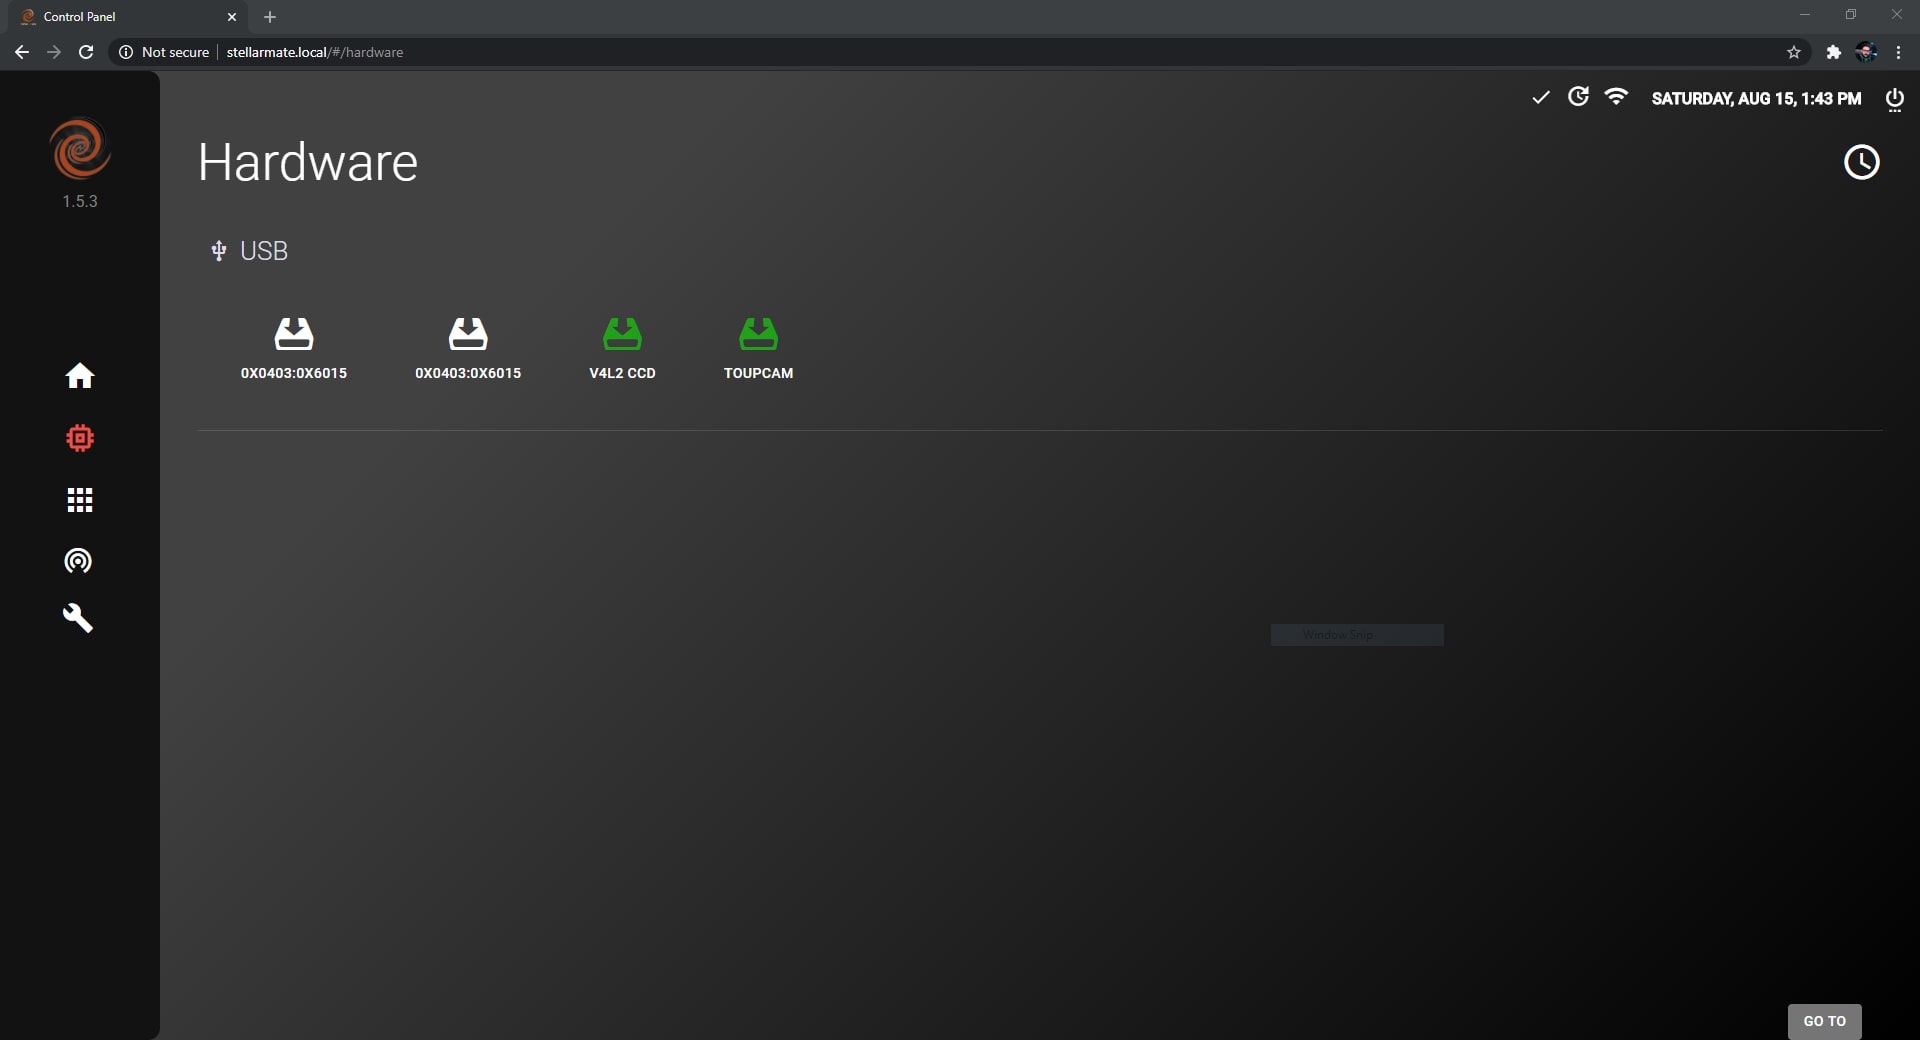 Control Panel
Not secure
stellarmate.local/#/hardware
SATURDAY, AUG 15, 1:43 PM
Hardware
1.5.3
USB
0X0403:0X6015
0X0403:0X6015
V4L2 CCD
TOUPCAM
Window Snip
GO TO